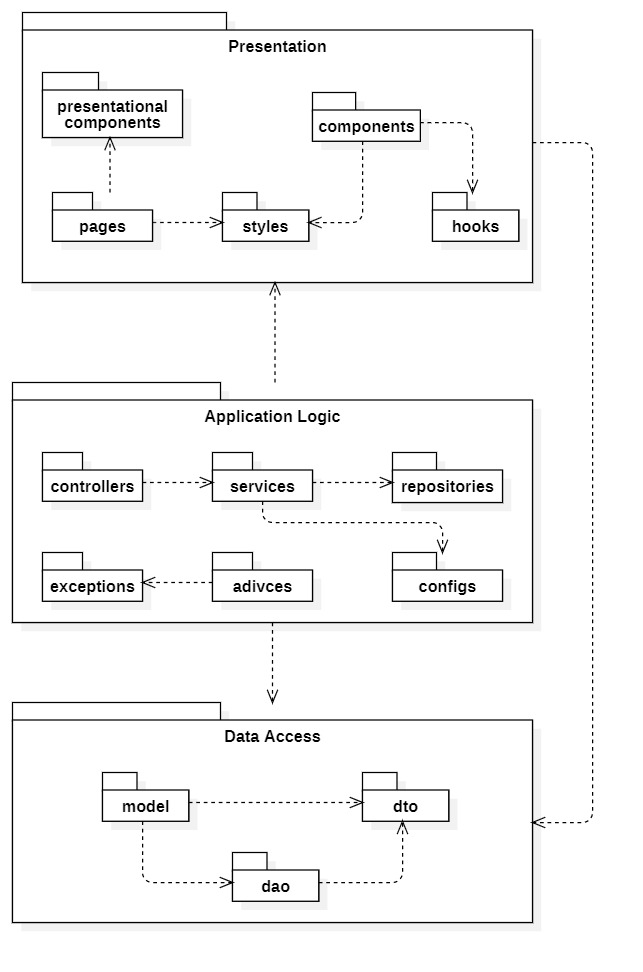 Presentation
presentational
components
components
pages
styles
hooks
Application Logic
controllers
services
repositories
exceptions
adivces
configs
Data Access
model
dto
dao